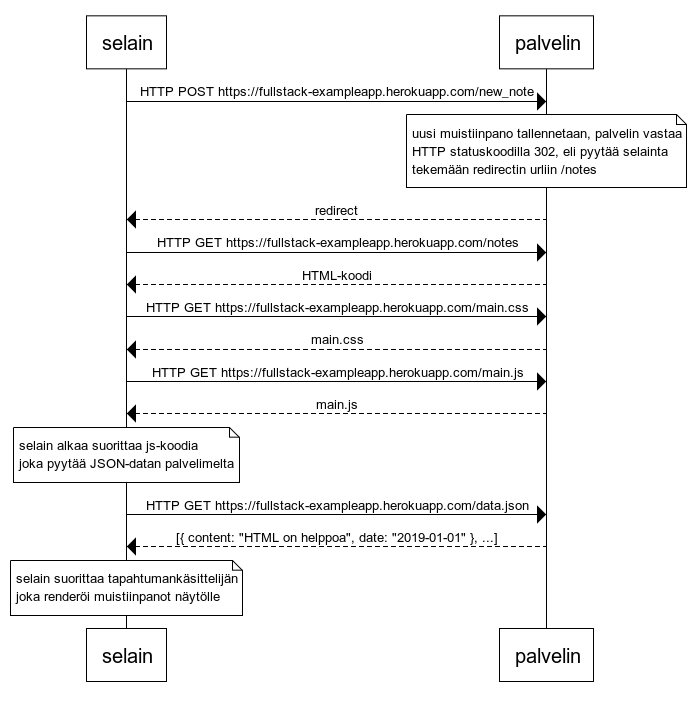 selain
palvelin
HTTP POST https://fullstack-exampleapp.herokuapp.com/new_note
uusi muistiinpano tallennetaan, palvelin vastaa
HTTP statuskoodilla 302, eli pyytää selainta
tekemään redirectin urliin /notes
redirect
HTTP GET https://fullstack-exampleapp.herokuapp.com/notes
HTML-koodi
HTTP GET https://fullstack-exampleapp.herokuapp.com/main.css
main.css
HTTP GET https://fullstack-exampleapp.herokuapp.com/main.js
main.js
selain alkaa suorittaa js-koodia
joka pyytää JSON-datan palvelimelta
HTTP GET https://fullstack-exampleapp.herokuapp.com/data.json
[{ content: "HTML on helppoa", date: "2019-01-01" }, ...]
selain suorittaa tapahtumankäsittelijän
joka renderöi muistiinpanot näytölle
selain
palvelin